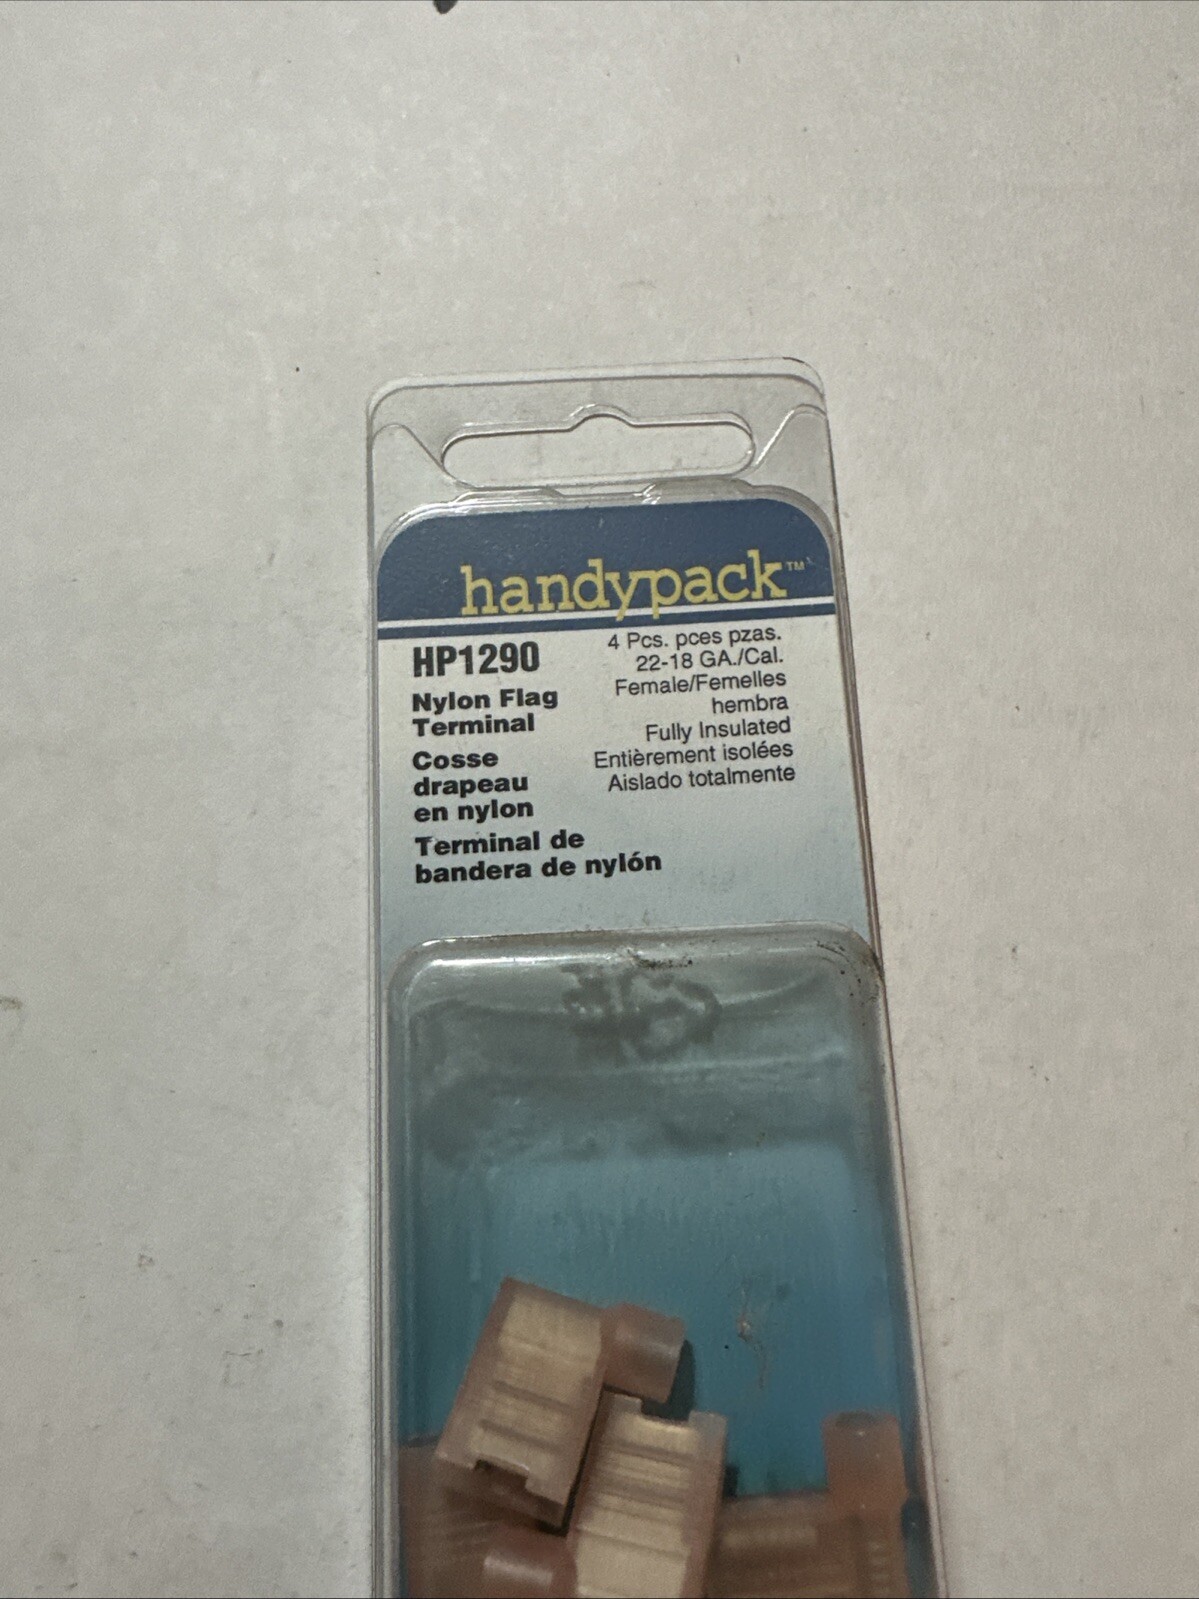 handypack™
HP1290
Nylon Flag
Terminal
Cosse
drapeau
en nylon
Terminal de
bandera de nylón
4 Pcs. pces pzas.
22-18 GA./Cal.
Female/Femelles
hembra
Fully Insulated
Entièrement isolées
Aislado totalmente